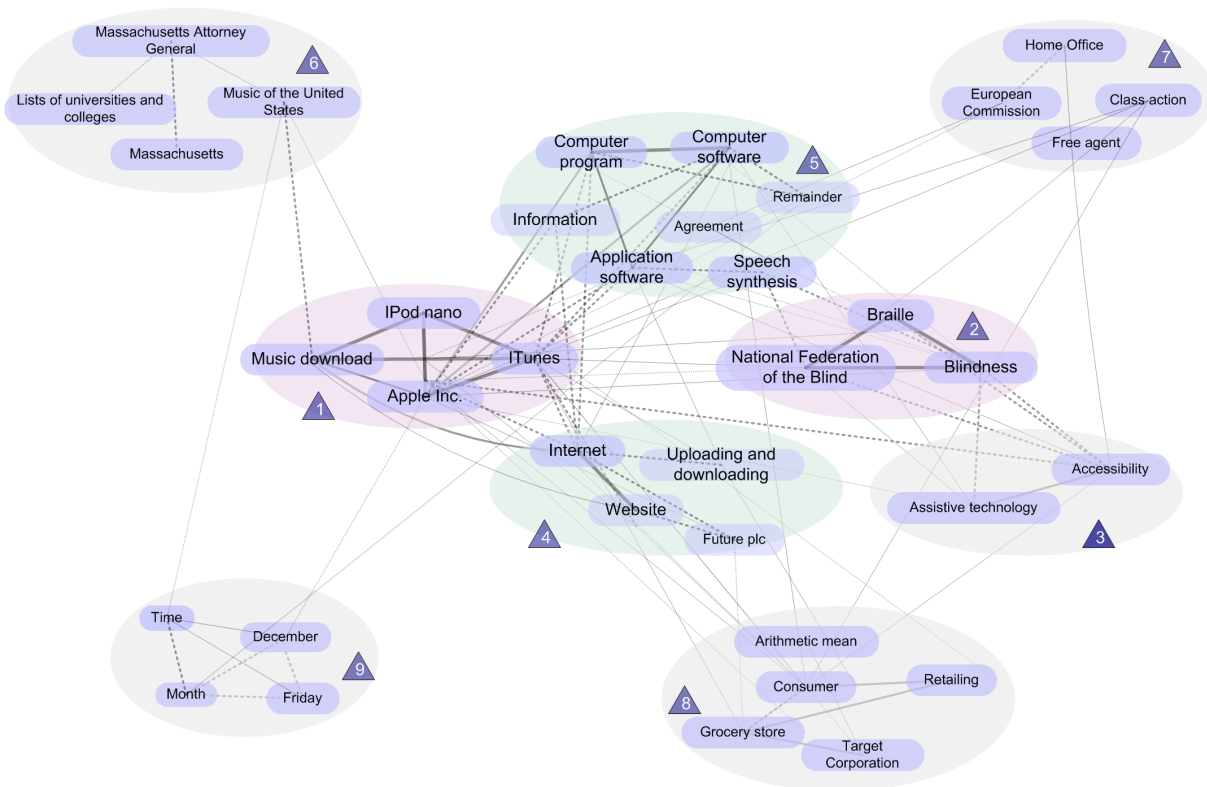 Massachusetts Attorney
General
6
Lists of universities and
colleges
Music of the United
States
Massachusetts
Home Office
7
European
Commission
Class action
Free agent
Computer
program
Computer
software
5
Remainder
Information
Agreement
Application
software
Speech
synthesis
IPod nano
Music download
ITunes
Apple Inc.
1
Braille
2
National Federation
of the Blind
Blindness
Internet
Uploading and
downloading
Website
Future plc
4
Accessibility
Assistive technology
3
Time
December
Month
Friday
9
Arithmetic mean
Consumer
Retailing
8
Grocery store
Target
Corporation